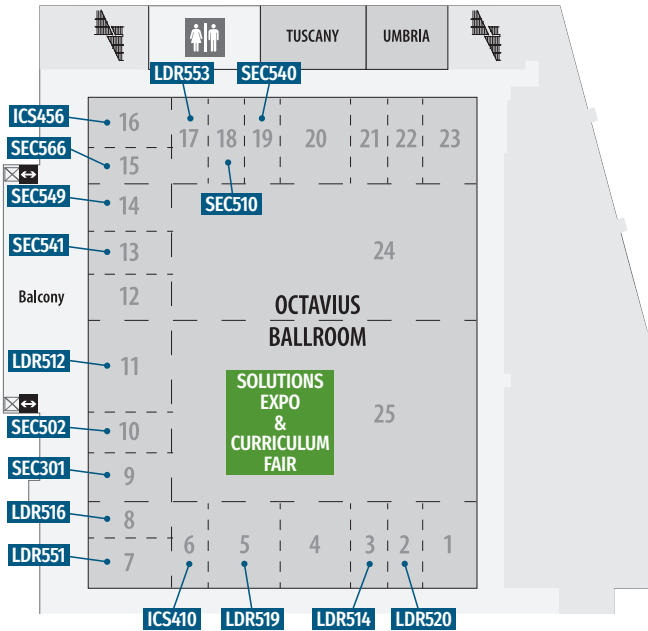 TUSCANY
UMBRIA
LDR553
SEC540
ICS456
16
17
18
19
20
21
22
23
SEC566
15
SEC549
14
SEC510
SEC541
13
24
Balcony
12
OCTAVIUS
BALLROOM
LDR512
11
SOLUTIONS
EXPO
&
CURRICULUM
FAIR
25
SEC502
10
SEC301
9
LDR516
8
LDR551
7
6
5
4
3
2
1
ICS410
LDR519
LDR514
LDR520